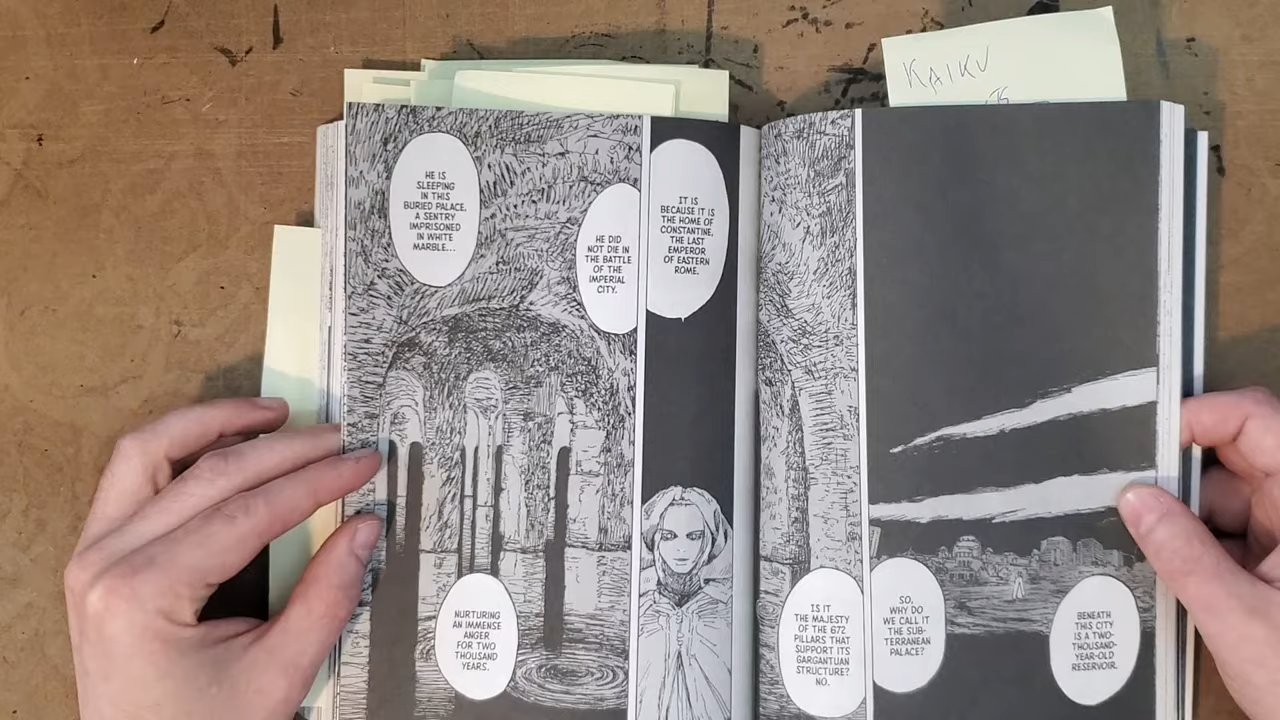 KAIKU
BENEATH
THIS CITY
IS A TWO-
THOUSAND-
YEAR-OLD
RESERVOIR.
SO,
WHY DO
WE CALL IT
THE SUB-
TERRANEAN
PALACE?
IS IT
THE MAJESTY
OF THE 672
PILLARS THAT
SUPPORT ITS
GARGANTUAN
STRUCTURE?
NO.
IT IS
BECAUSE IT IS
THE HOME OF
CONSTANTINE,
THE LAST
EMPEROR
OF EASTERN
ROME.
HE DID
NOT DIE IN
THE BATTLE
OF THE
IMPERIAL
CITY.
HE IS
SLEEPING
IN THIS
BURIED PALACE,
A SENTRY
IMPRISONED
IN WHITE
MARBLE...
NURTURING
AN IMMENSE
ANGER
FOR TWO
THOUSAND
YEARS.